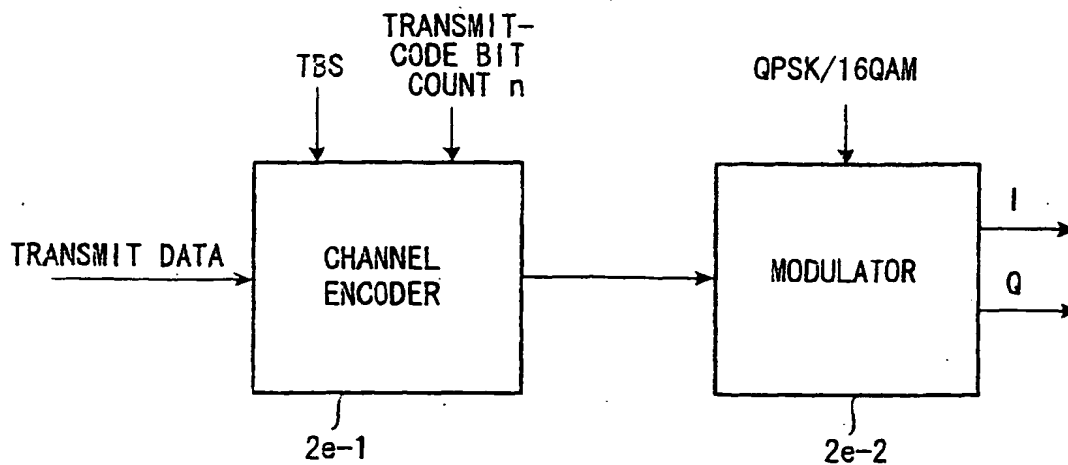 TBS
TRANSMIT-
CODE BIT
COUNT n
QPSK/16QAM
TRANSMIT DATA
CHANNEL
ENCODER
MODULATOR
I
Q
2e-1
2e-2